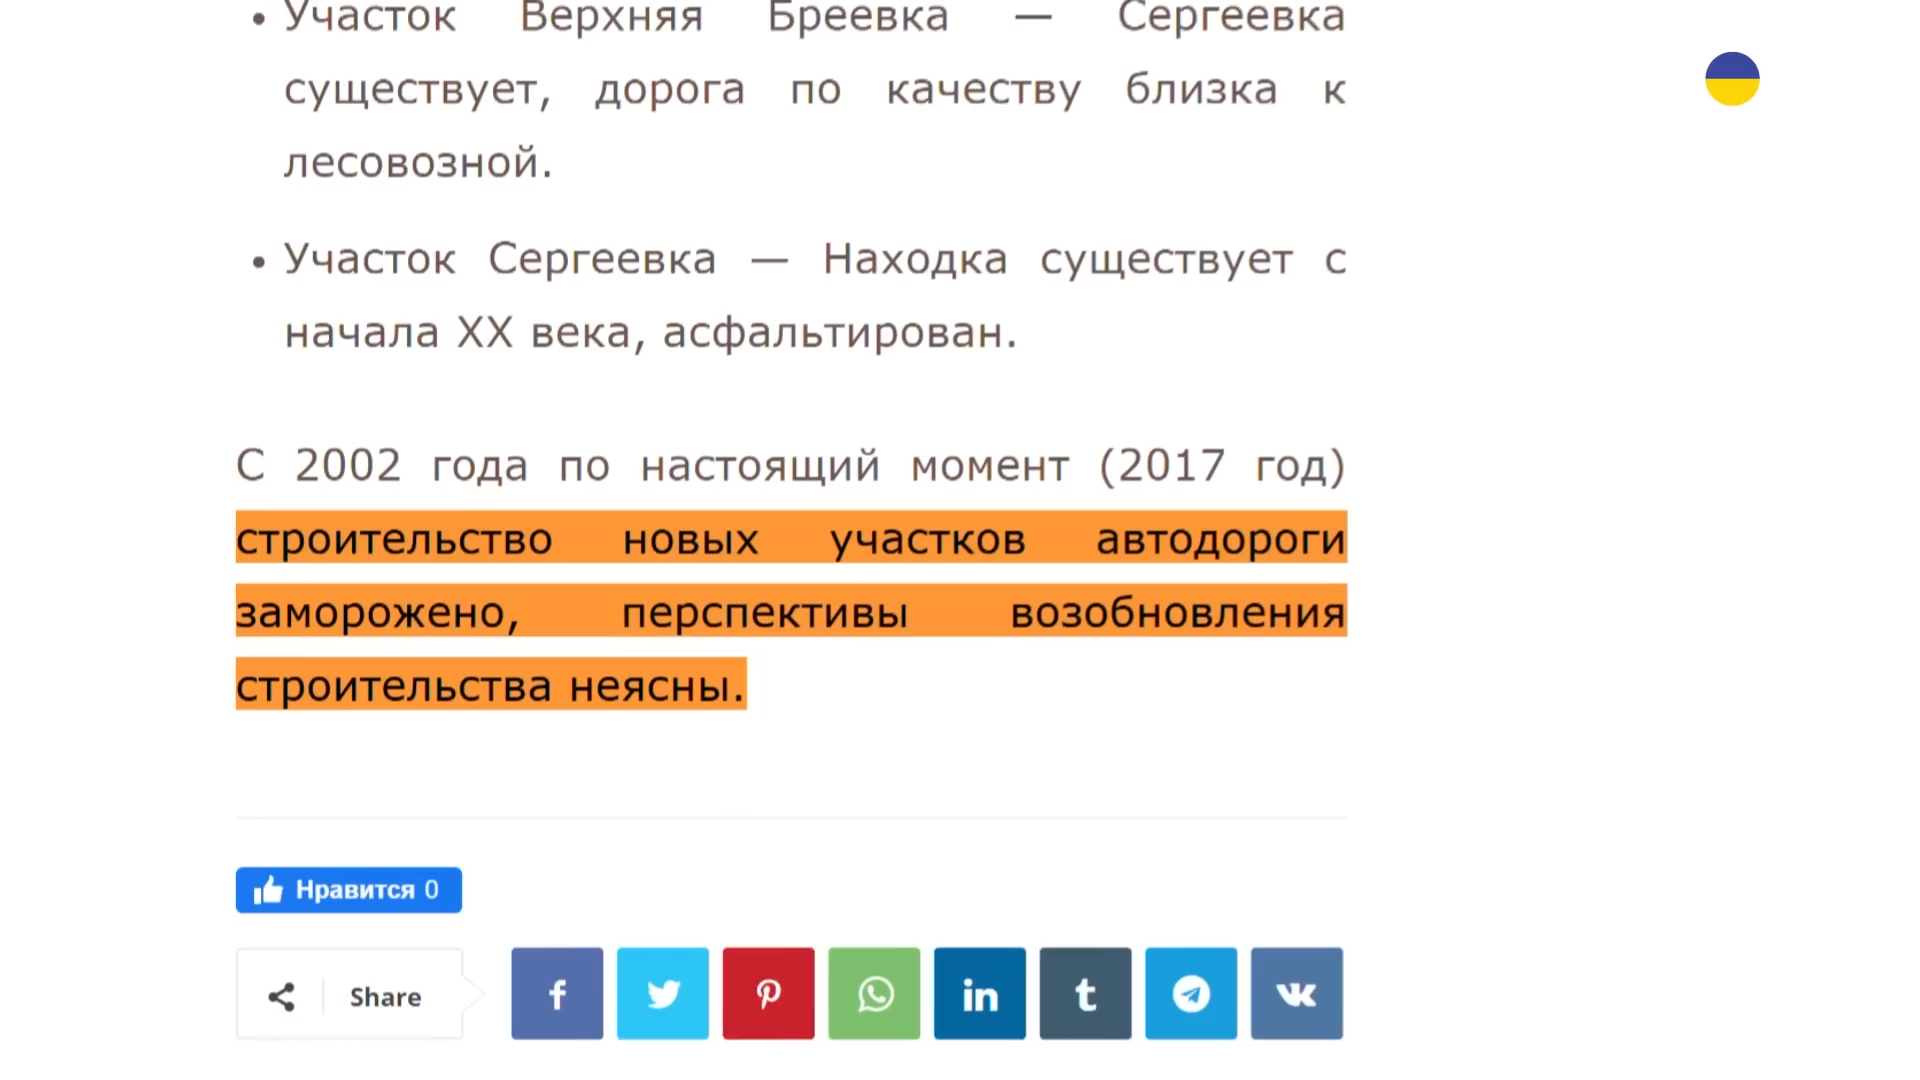 • Участок Верхняя Бреевка — Сергеевка
существует, дорога по качеству близка к
лесовозной.
• Участок Сергеевка — Находка существует с
начала XX века, асфальтирован.
С 2002 года по настоящий момент (2017 год)
строительство новых участков автодороги
заморожено, перспективы возобновления
строительства неясны.
Нравится 0
Share